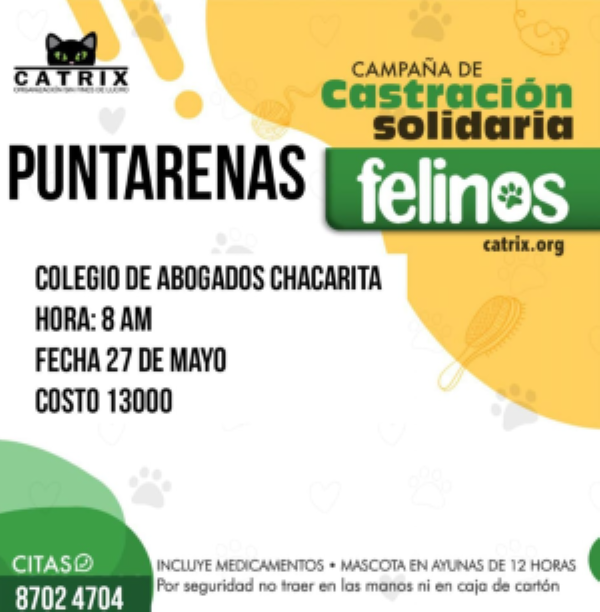 CATRIX
ORGANIZACIÓN SIN FINES DE LUCRO
CAMPAÑA DE
Castración
solidaria
PUNTARENAS
felinos
catrix.org
COLEGIO DE ABOGADOS CHACARITA
HORA: 8 AM
FECHA 27 DE MAYO
COSTO 13000
CITAS
8702 4704
INCLUYE MEDICAMENTOS • MASCOTA EN AYUNAS DE 12 HORAS
Por seguridad no traer en las manos ni en caja de cartón